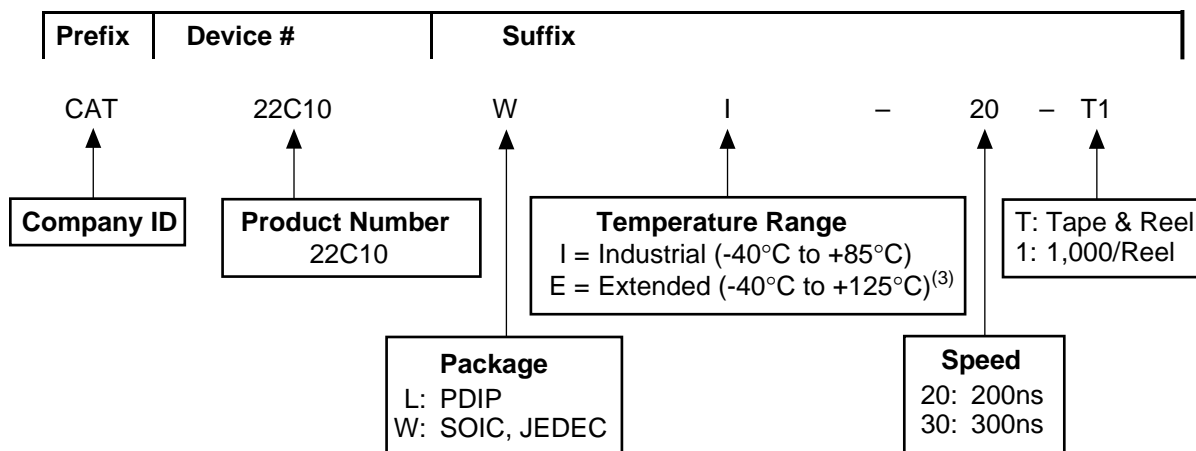 Prefix Device # Suffix
CAT 22C10 W I – 20 – T1
Company ID
Product Number
22C10
Temperature Range
I = Industrial (-40°C to +85°C)
E = Extended (-40°C to +125°C)(3)
T: Tape & Reel
1: 1,000/Reel
Package
L: PDIP
W: SOIC, JEDEC
Speed
20: 200ns
30: 300ns